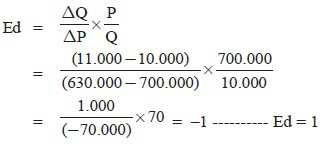 Ed = ΔQ/ΔP × P/Q
= (11.000 – 10.000)/(630.000 – 700.000) × 700.000/10.000
= 1.000/(–70.000) × 70 = –1 ---------- Ed = 1